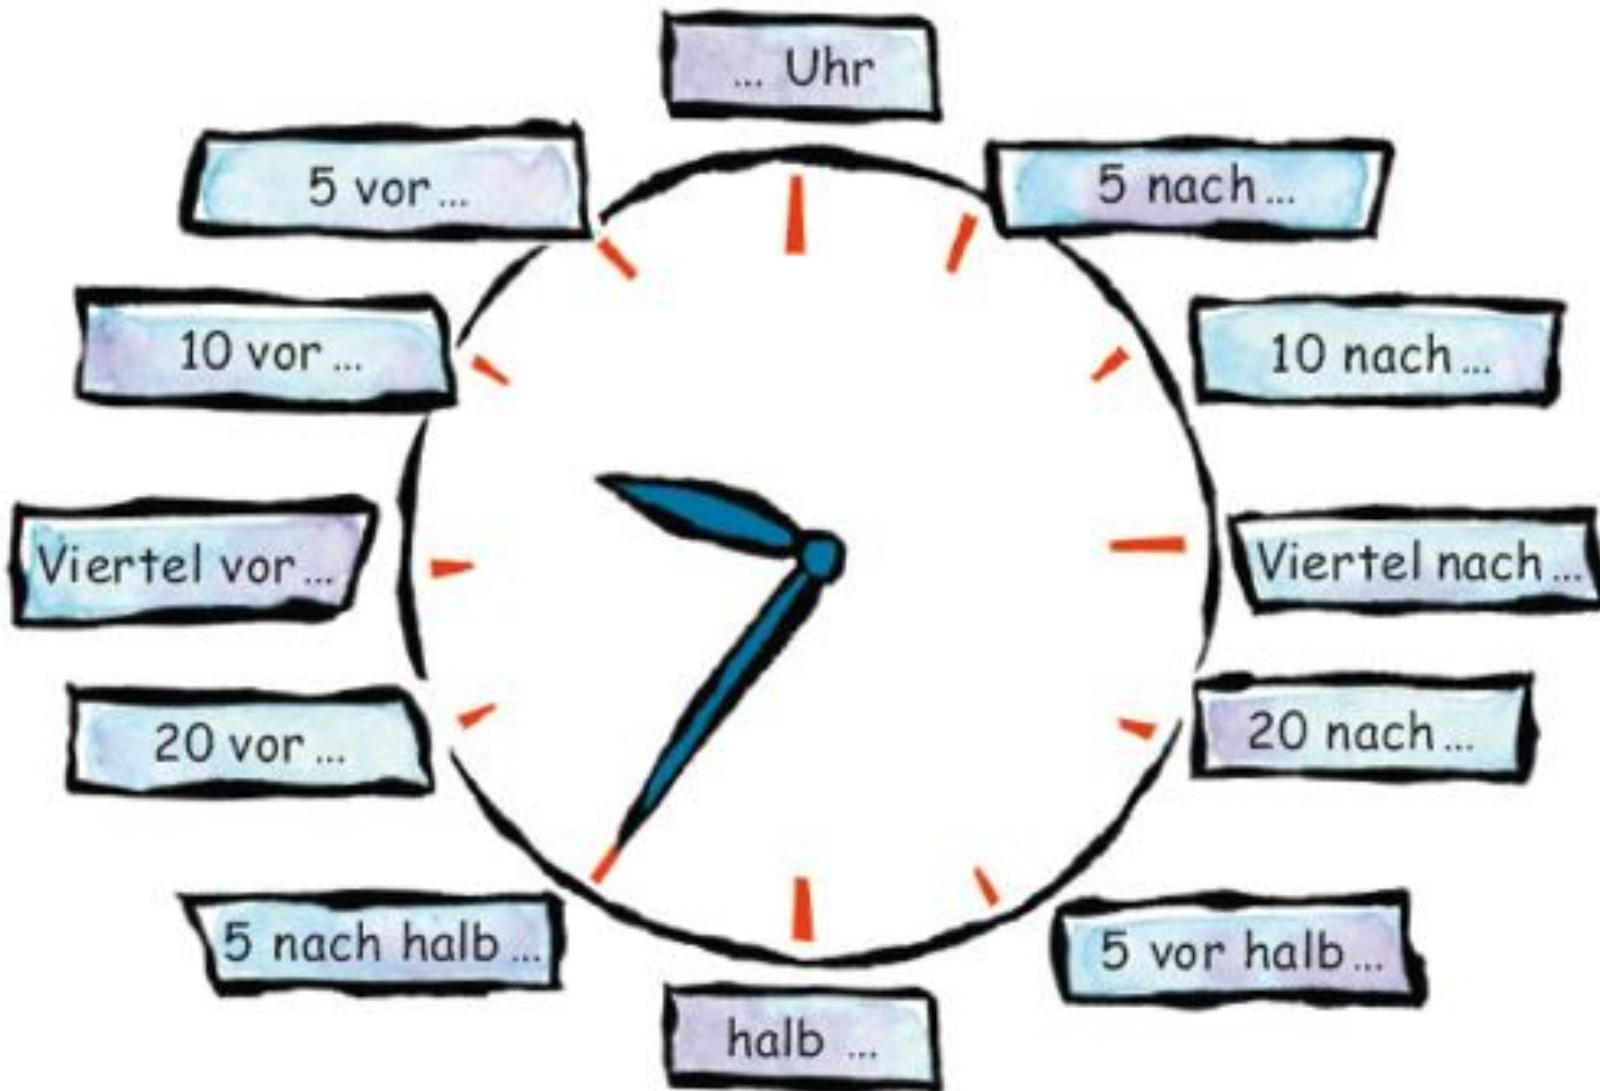 ... Uhr
5 vor ...
5 nach ...
10 vor ...
10 nach ...
Viertel vor ...
Viertel nach ...
20 vor ...
20 nach ...
5 nach halb ...
5 vor halb ...
halb ...